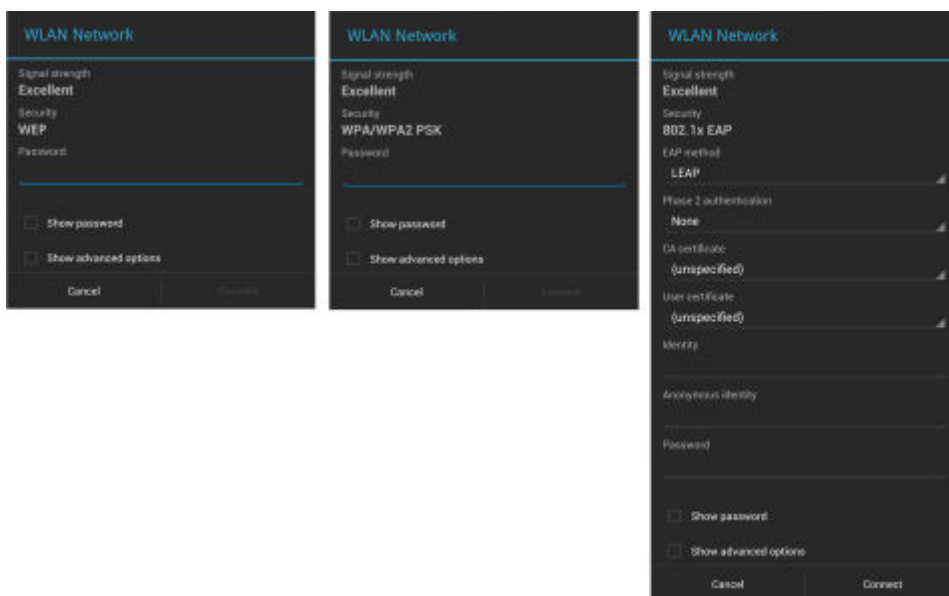 WLAN Network
Signal strength
Excellent
Security
WEP
Password
Show password
Show advanced options
Cancel
Connect
WLAN Network
Signal strength
Excellent
Security
WPA/WPA2 PSK
Password
Show password
Show advanced options
Cancel
Connect
WLAN Network
Signal strength
Excellent
Security
802.1x EAP
EAP method
LEAP
Phase 2 authentication
None
CA certificate
(unspecified)
User certificate
(unspecified)
Identity
Anonymous identity
Password
Show password
Show advanced options
Cancel Connect